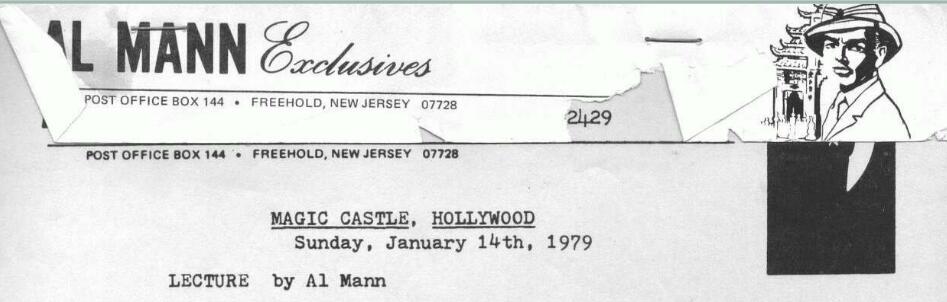 AL MANN Exclusives
POST OFFICE BOX 144 • FREEHOLD, NEW JERSEY 07728
2429
POST OFFICE BOX 144 • FREEHOLD, NEW JERSEY 07728
MAGIC CASTLE, HOLLYWOOD
Sunday, January 14th, 1979
LECTURE by Al Mann